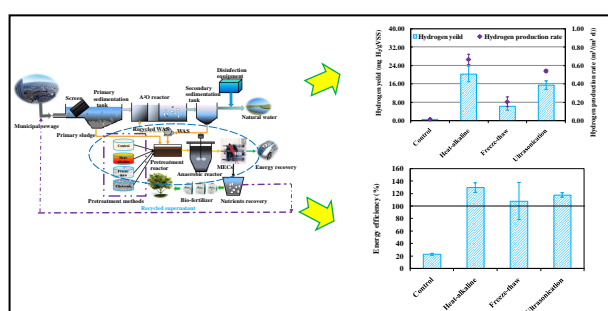 Disinfection
equipment
Primary
sedimentation
tank
Secondary
sedimentation
tank
Screen
A²O reactor
Natural water
Municipal sewage
Recycled WAS
WAS
Primary sludge
Control
Pretreatment
reactor
Anaerobic reactor
MECs
Energy recovery
Bio-fertilizer
Nutrients recovery
Pretreatment methods
Recycled supernatant
Hydrogen yeild
Hydrogen production rate
Hydrogen yeild (mg H₂/gVSS)
40.00
32.00
24.00
16.00
8.00
0.00
1.00
0.80
0.60
0.40
0.20
0.00
Hydrogen production rate (m³/(m³ d))
Control
Heat-alkaline
Freeze-thaw
Ultrasonication
Energy efficiency (%)
160
140
120
100
80
60
40
20
0
Control
Heat-alkaline
Freeze-thaw
Ultrasonication